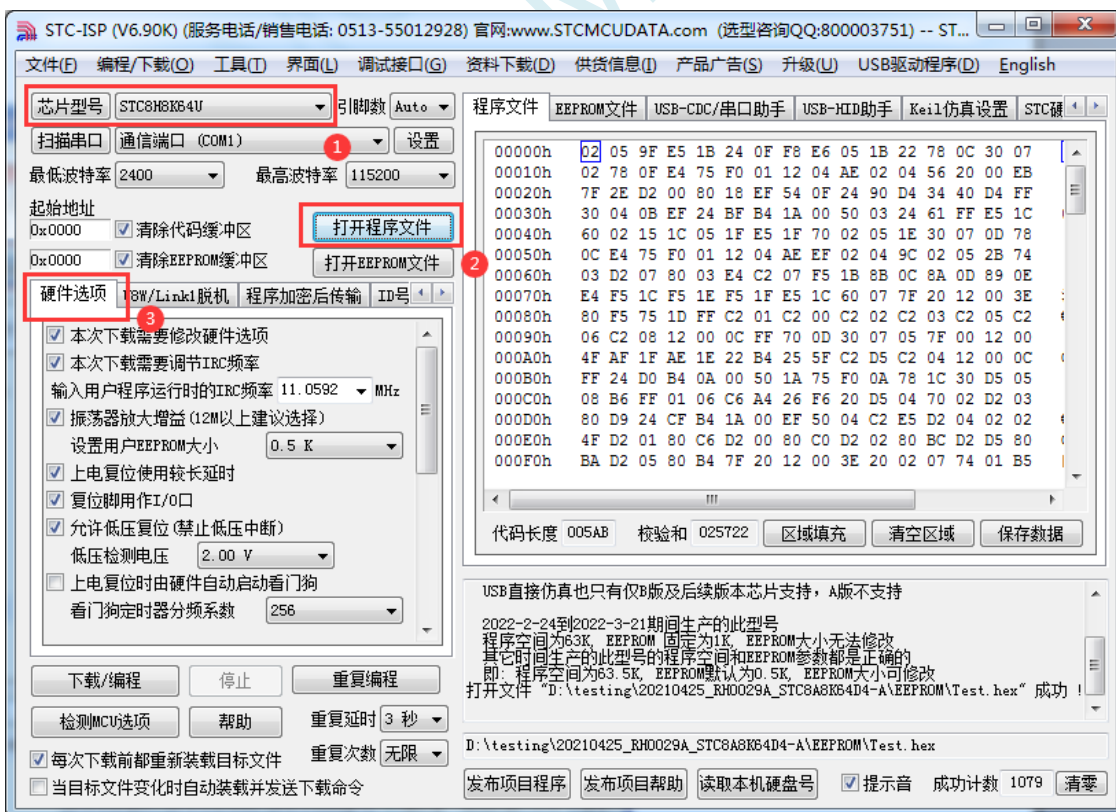 STC-ISP (V6.90K) (服务电话/销售电话: 0513-55012928) 官网:www.STCMCUDATA.com (选型咨询QQ:800003751) -- ST...
文件(F) 编程/下载(O) 工具(T) 界面(L) 调试接口(G) 资料下载(D) 供货信息(I) 产品广告(S) 升级(U) USB驱动程序(D) English
芯片型号 STC8H8K64U 引脚数 Auto
扫描串口 通信端口 (COM1) 设置
1
最低波特率 2400 最高波特率 115200
起始地址
0x0000 清除代码缓冲区 打开程序文件
0x0000 清除EEPROM缓冲区 打开EEPROM文件
2
硬件选项 U8W/Link1脱机 程序加密后传输 ID号
3
本次下载需要修改硬件选项
本次下载需要调节IRC频率
输入用户程序运行时的IRC频率 11.0592 MHz
振荡器放大增益(12M以上建议选择)
设置用户EEPROM大小 0.5 K
上电复位使用较长延时
复位脚用作I/O口
允许低压复位(禁止低压中断)
低压检测电压 2.00 V
上电复位时由硬件自动启动看门狗
看门狗定时器分频系数 256
下载/编程 停止 重复编程
检测MCU选项 帮助 重复延时 3 秒
每次下载前都重新装载目标文件 重复次数 无限
当目标文件变化时自动装载并发送下载命令
程序文件 EEPROM文件 USB-CDC/串口助手 USB-HID助手 Keil仿真设置 STC硬
00000h 02 05 9F E5 1B 24 0F F8 E6 05 1B 22 78 0C 30 07
00010h 02 78 0F E4 75 F0 01 12 04 AE 02 04 56 20 00 EB
00020h 7F 2E D2 00 80 18 EF 54 0F 24 90 D4 34 40 D4 FF
00030h 30 04 0B EF 24 BF B4 1A 00 50 03 24 61 FF E5 1C
00040h 60 02 15 1C 05 1F E5 1F 70 02 05 1E 30 07 0D 78
00050h 0C E4 75 F0 01 12 04 AE EF 02 04 9C 02 05 2B 74
00060h 03 D2 07 80 03 E4 C2 07 F5 1B 8B 0C 8A 0D 89 0E
00070h E4 F5 1C F5 1E F5 1F E5 1C 60 07 7F 20 12 00 3E
00080h 80 F5 75 1D FF C2 01 C2 00 C2 02 C2 03 C2 05 C2
00090h 06 C2 08 12 00 0C FF 70 0D 30 07 05 7F 00 12 00
000A0h 4F AF 1F AE 1E 22 B4 25 5F C2 D5 C2 04 12 00 0C
000B0h FF 24 D0 B4 0A 00 50 1A 75 F0 0A 78 1C 30 D5 05
000C0h 08 B6 FF 01 06 C6 A4 26 F6 20 D5 04 70 02 D2 03
000D0h 80 D9 24 CF B4 1A 00 EF 50 04 C2 E5 D2 04 02 02
000E0h 4F D2 01 80 C6 D2 00 80 C0 D2 02 80 BC D2 D5 80
000F0h BA D2 05 80 B4 7F 20 12 00 3E 20 02 07 74 01 B5
代码长度 005AB 校验和 025722 区域填充 清空区域 保存数据
USB直接仿真也只有仅B版及后续版本芯片支持，A版不支持
2022-2-24到2022-3-21期间生产的此型号
程序空间为63K, EEPROM 固定为1K, EEPROM大小无法修改
其它时间生产的此型号的程序空间和EEPROM参数都是正确的
即: 程序空间为63.5K, EEPROM默认为0.5K, EEPROM大小可修改
打开文件 "D:\testing\20210425_RH0029A_STC8A8K64D4-A\EEPROM\Test.hex" 成功 !
D:\testing\20210425_RH0029A_STC8A8K64D4-A\EEPROM\Test.hex
发布项目程序 发布项目帮助 读取本机硬盘号 提示音 成功计数 1079 清零